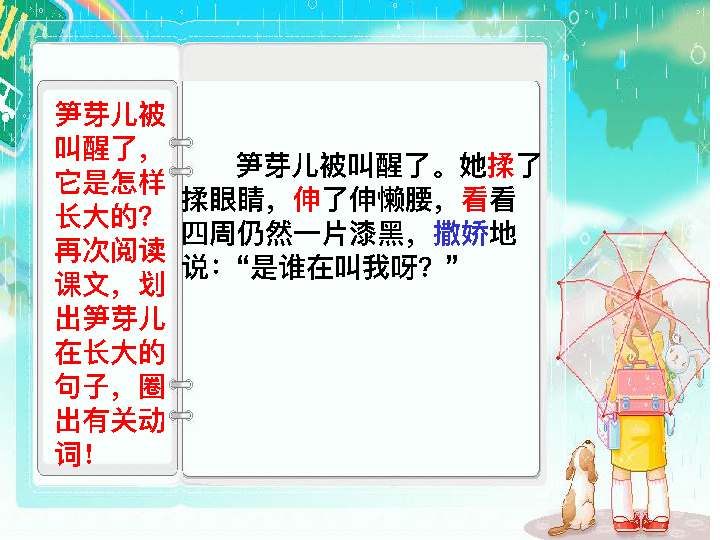 笋芽儿被
叫醒了，
它是怎样
长大的？
再次阅读
课文，划
出笋芽儿
在长大的
句子，圈
出有关动
词！
笋芽儿被叫醒了。她揉了
揉眼睛，伸了伸懒腰，看看
四周仍然一片漆黑，撒娇地
说：“是谁在叫我呀？”